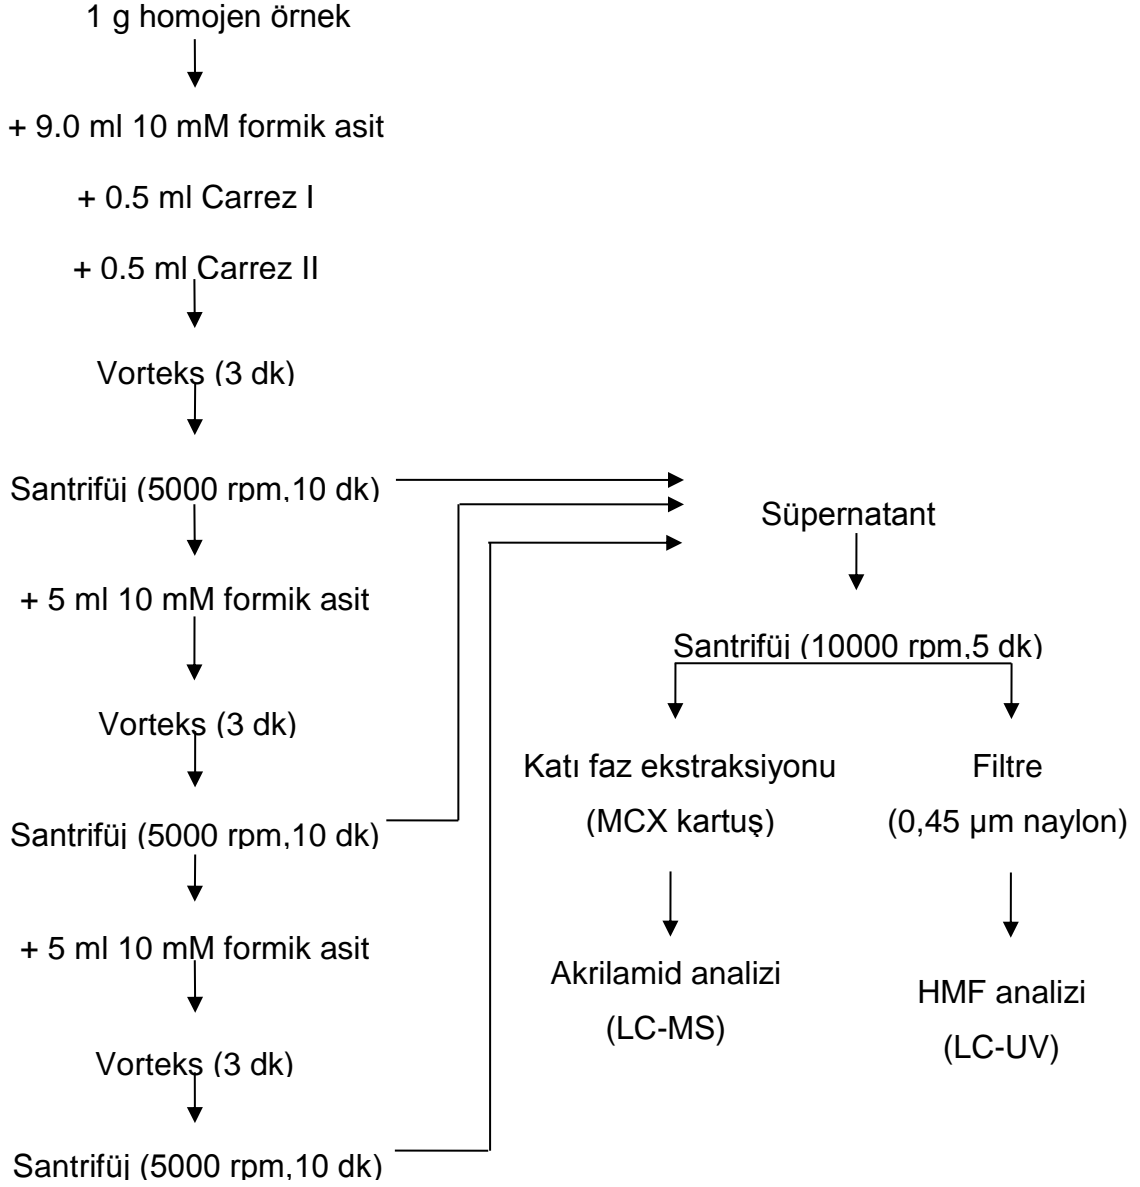 1 g homojen örnek
+ 9.0 ml 10 mM formik asit
+ 0.5 ml Carrez I
+ 0.5 ml Carrez II
Vorteks (3 dk)
Santrifüj (5000 rpm,10 dk)
+ 5 ml 10 mM formik asit
Vorteks (3 dk)
Santrifüj (5000 rpm,10 dk)
+ 5 ml 10 mM formik asit
Vorteks (3 dk)
Santrifüj (5000 rpm,10 dk)
Süpernatant
Santrifüj (10000 rpm,5 dk)
Katı faz ekstraksiyonu
(MCX kartuş)
Akrilamid analizi
(LC-MS)
Filtre
(0,45 µm naylon)
HMF analizi
(LC-UV)